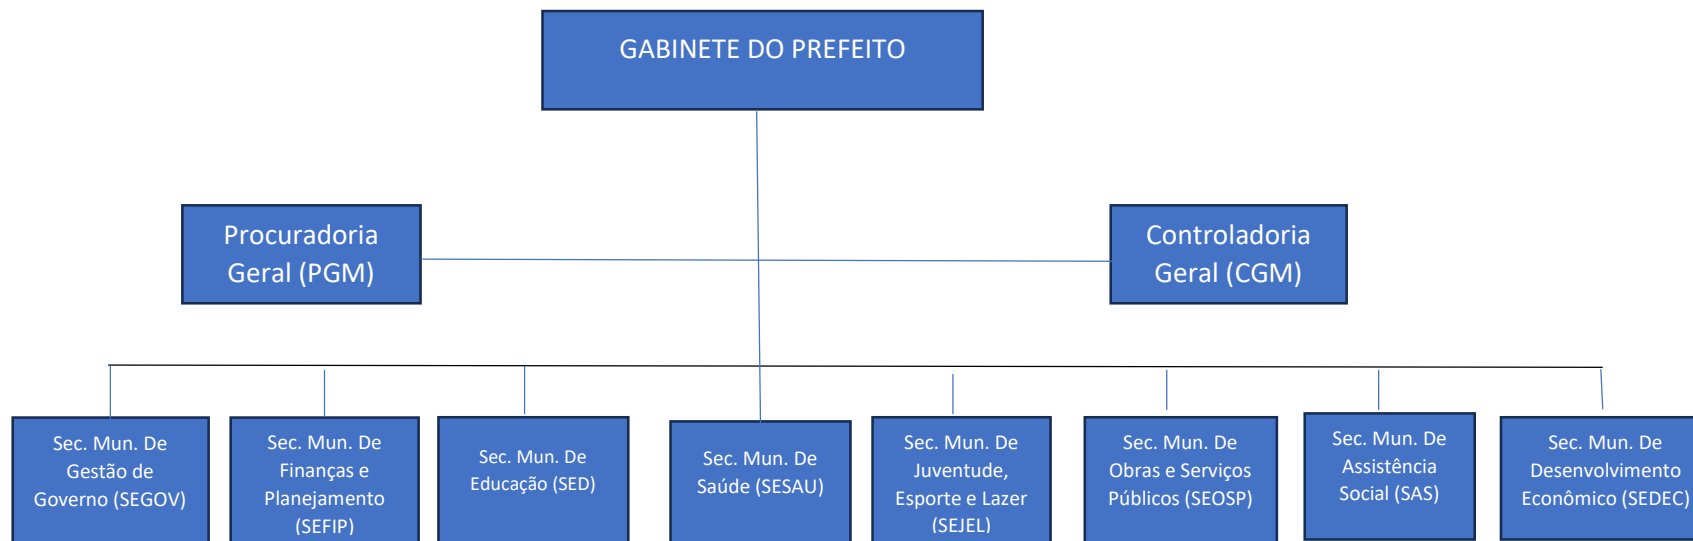 GABINETE DO PREFEITO
Procuradoria
Geral (PGM)
Controladoria
Geral (CGM)
Sec. Mun. De
Gestão de
Governo (SEGOV)
Sec. Mun. De
Finanças e
Planejamento
(SEFIP)
Sec. Mun. De
Educação (SED)
Sec. Mun. De
Saúde (SESAU)
Sec. Mun. De
Juventude,
Esporte e Lazer
(SEJEL)
Sec. Mun. De
Obras e Serviços
Públicos (SEOSP)
Sec. Mun. De
Assistência
Social (SAS)
Sec. Mun. De
Desenvolvimento
Econômico (SEDEC)